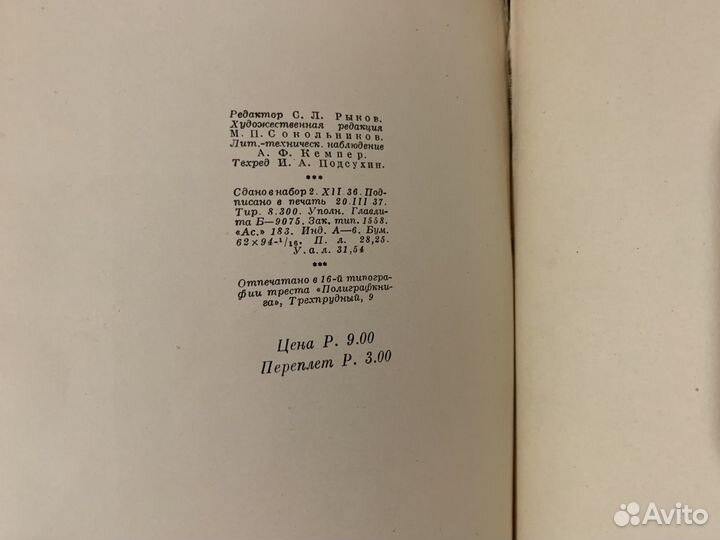 Редактор С. Л. Рыков.
Художественная редакция
М. П. Сокольников.
Лит.-техническ. наблюдение
А. Ф. Кемпер.
Техред И. А. Подсухин.
***
Сдано в набор 2. XII 36. Под-
писано в печать 20. III 37.
Тир. 8.300. Уполн. Главли-
та Б—9075. Зак. тип. 1558.
«Ас.» 183. Инд. А—6. Бум.
62×94-1/16. П. л. 28,25.
У. а. л. 31,54
***
Отпечатано в 16-й типогра-
фии треста «Полиграфкни-
га», Трехпрудный, 9
Цена Р. 9.00
Переплет Р. 3.00
Avito